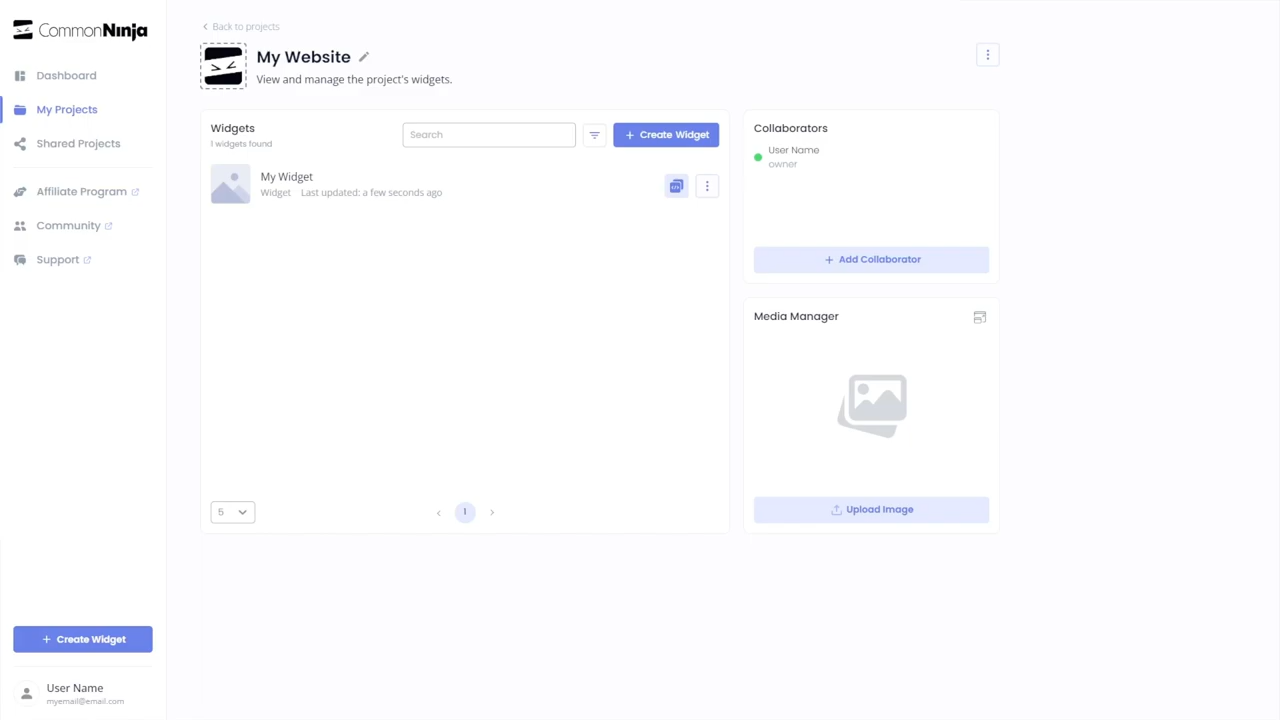 CommonNinja
Dashboard
My Projects
Shared Projects
Affiliate Program
Community
Support
+ Create Widget
User Name
myemail@email.com
Back to projects
My Website
View and manage the project's widgets.
Widgets
1 widgets found
Search
+ Create Widget
My Widget
Widget Last updated: a few seconds ago
5
1
Collaborators
User Name
owner
+ Add Collaborator
Media Manager
Upload Image